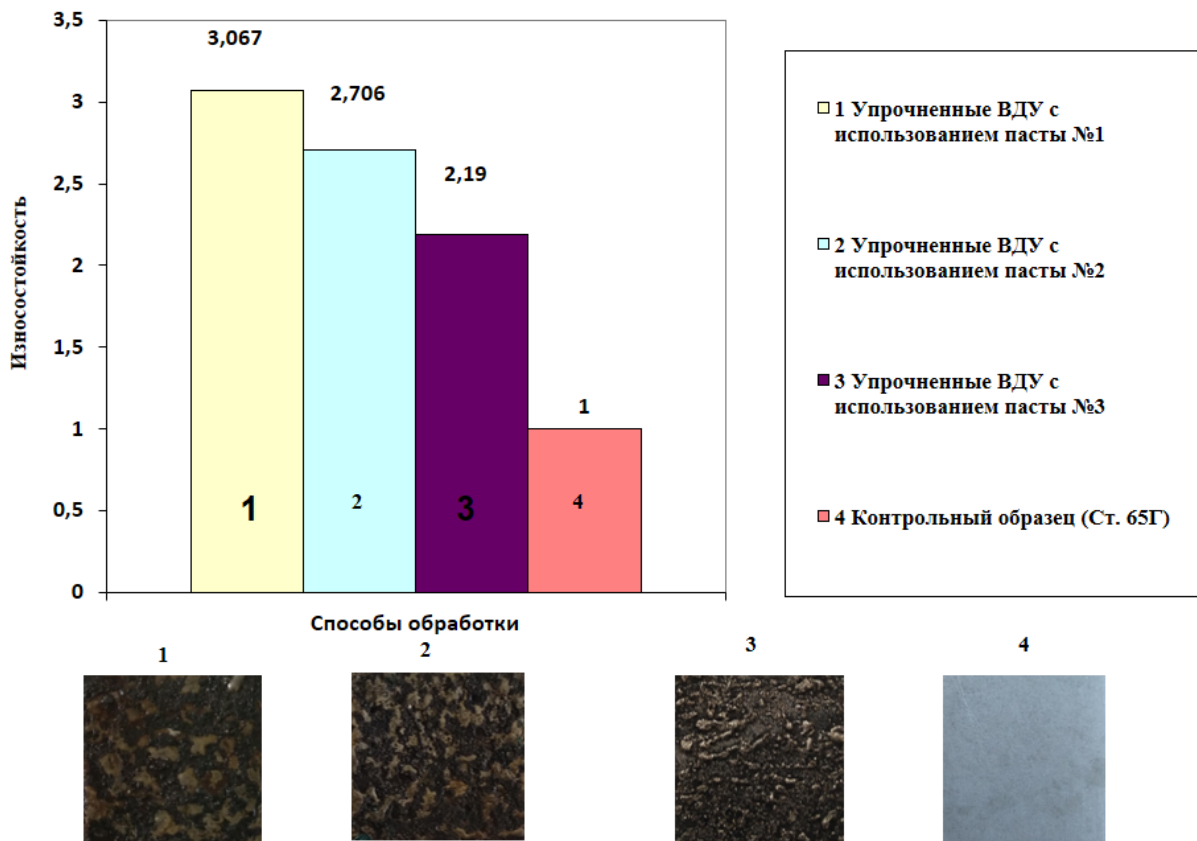 3,5
3
2,5
2
1,5
1
0,5
0
Износостойкость
3,067
2,706
2,19
1
1
2
3
4
Способы обработки
1 Упрочненные ВДУ с
использованием пасты №1
2 Упрочненные ВДУ с
использованием пасты №2
3 Упрочненные ВДУ с
использованием пасты №3
4 Контрольный образец (Ст. 65Г)
1
2
3
4